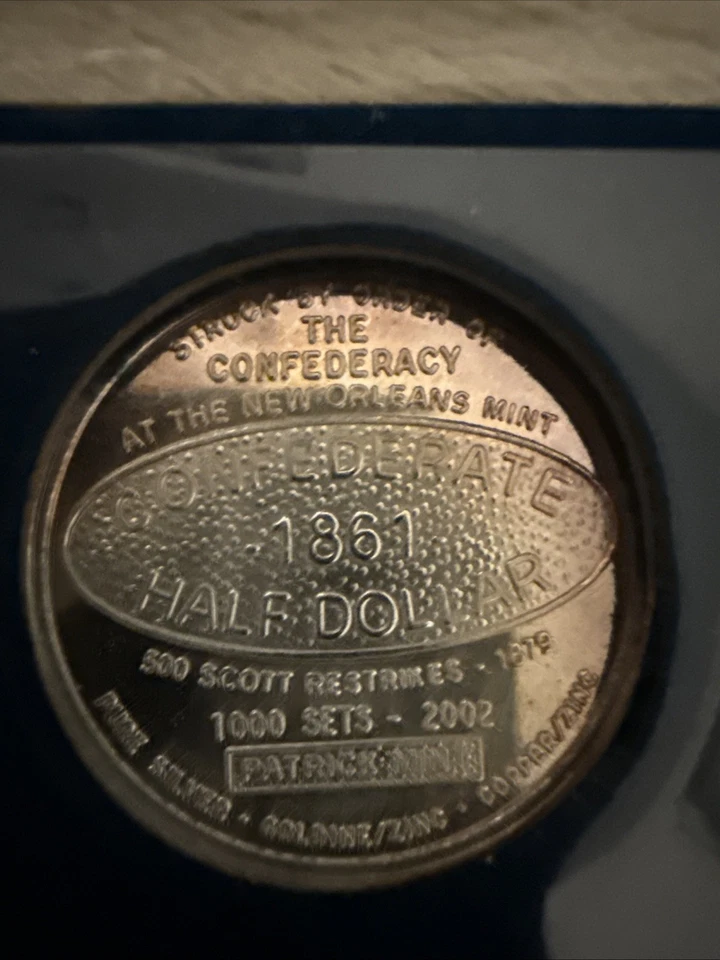 STRUCK BY ORDER OF
THE
CONFEDERACY
AT THE NEW ORLEANS MINT
CONFEDERATE
1861
HALF DOLLAR
500 SCOTT RESTRIKES - 1879
1000 SETS - 2002
PATRICK MINT
PURE SILVER · GOLDINE/ZINC · COPPAR/ZINC